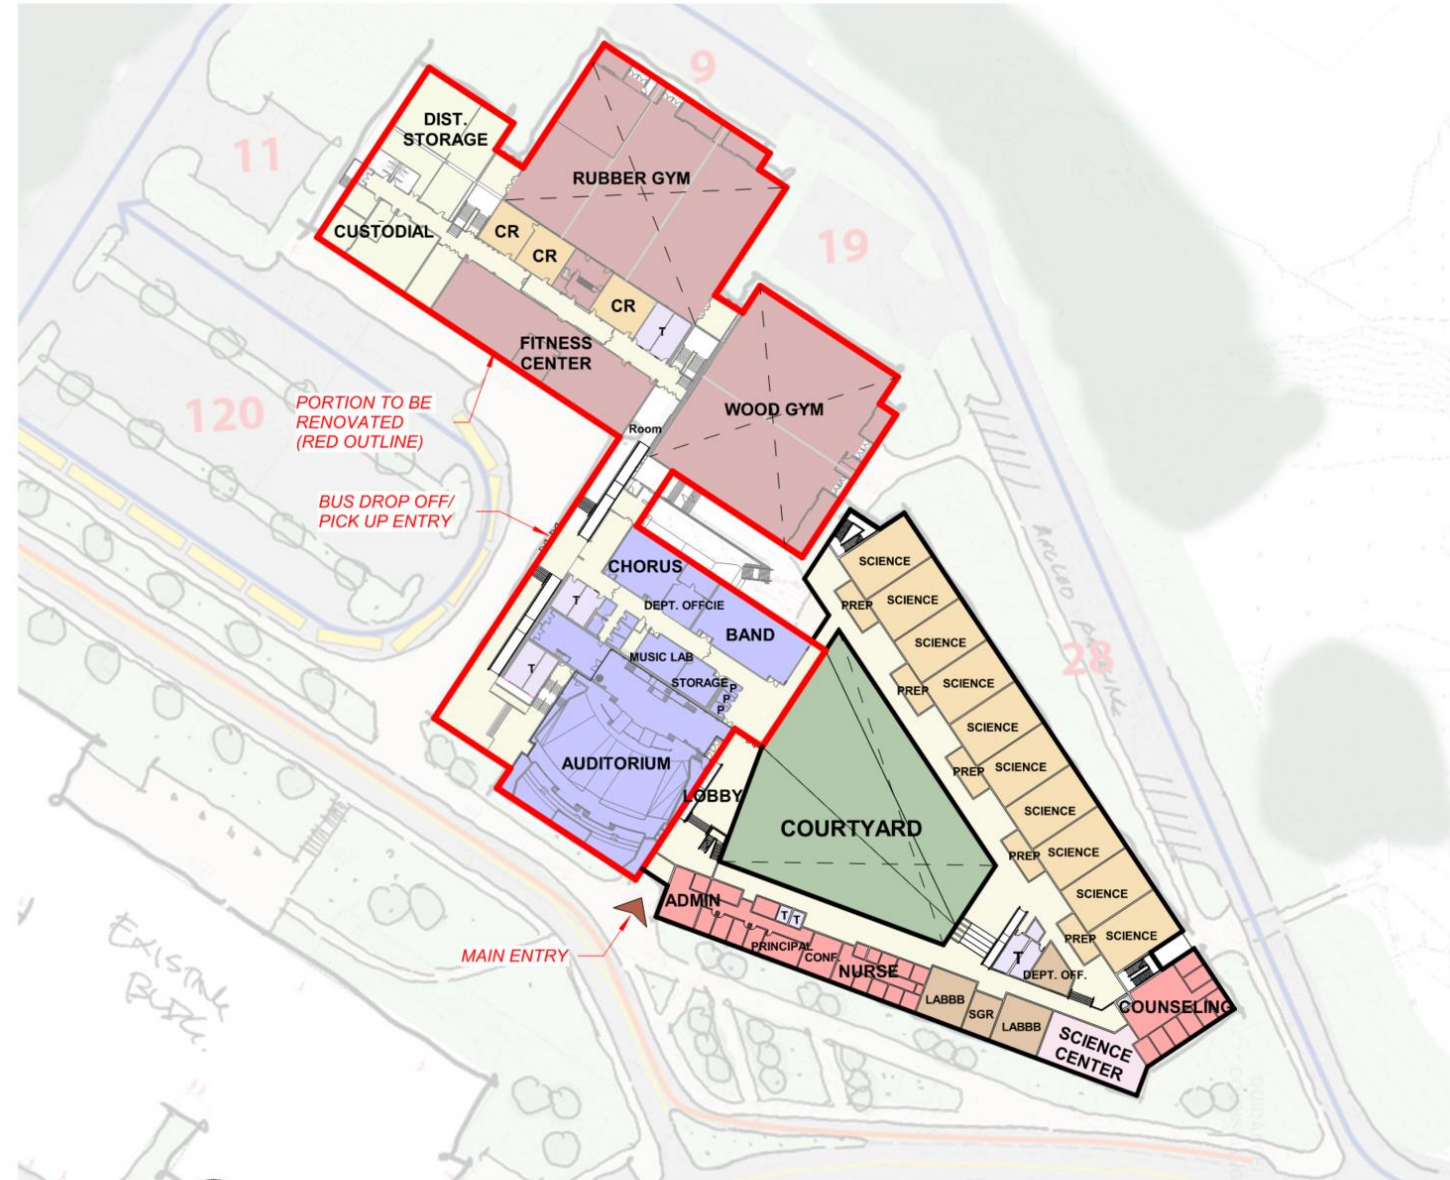 9
11
DIST.
STORAGE
RUBBER GYM
CUSTODIAL
CR
CR
CR
T
19
FITNESS
CENTER
WOOD GYM
120
PORTION TO BE
RENOVATED
(RED OUTLINE)
Room
BUS DROP OFF/
PICK UP ENTRY
CHORUS
DEPT. OFFCIE
BAND
T
MUSIC LAB
STORAGE
T
P
P
P
AUDITORIUM
LOBBY
COURTYARD
SCIENCE
PREP
SCIENCE
SCIENCE
PREP
SCIENCE
SCIENCE
PREP
SCIENCE
SCIENCE
PREP
SCIENCE
SCIENCE
PREP
SCIENCE
28
ANGLED PARKING
ADMIN
T T
PRINCIPAL
CONF.
NURSE
MAIN ENTRY
T
DEPT. OFF.
LABBB
SGR
LABBB
SCIENCE
CENTER
COUNSELING
EXISTING
BLDG.